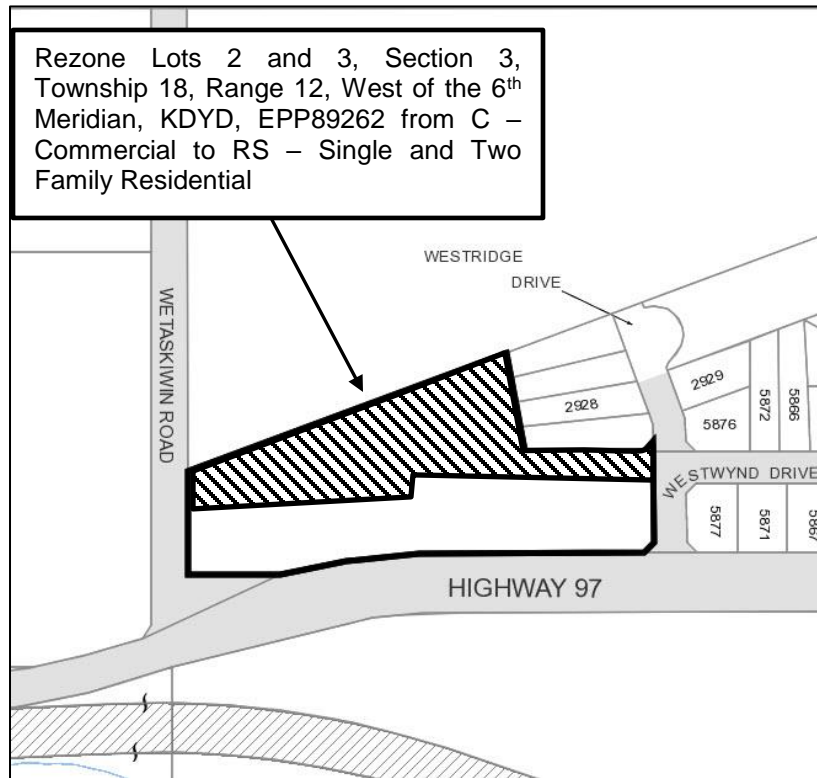 Rezone Lots 2 and 3, Section 3,
Township 18, Range 12, West of the 6th
Meridian, KDYD, EPP89262 from C –
Commercial to RS – Single and Two
Family Residential
WESTRIDGE
DRIVE
WETASKIWIN ROAD
2928
2929
5876
5872
5866
WESTWYND DRIVE
5877
5871
5867
HIGHWAY 97